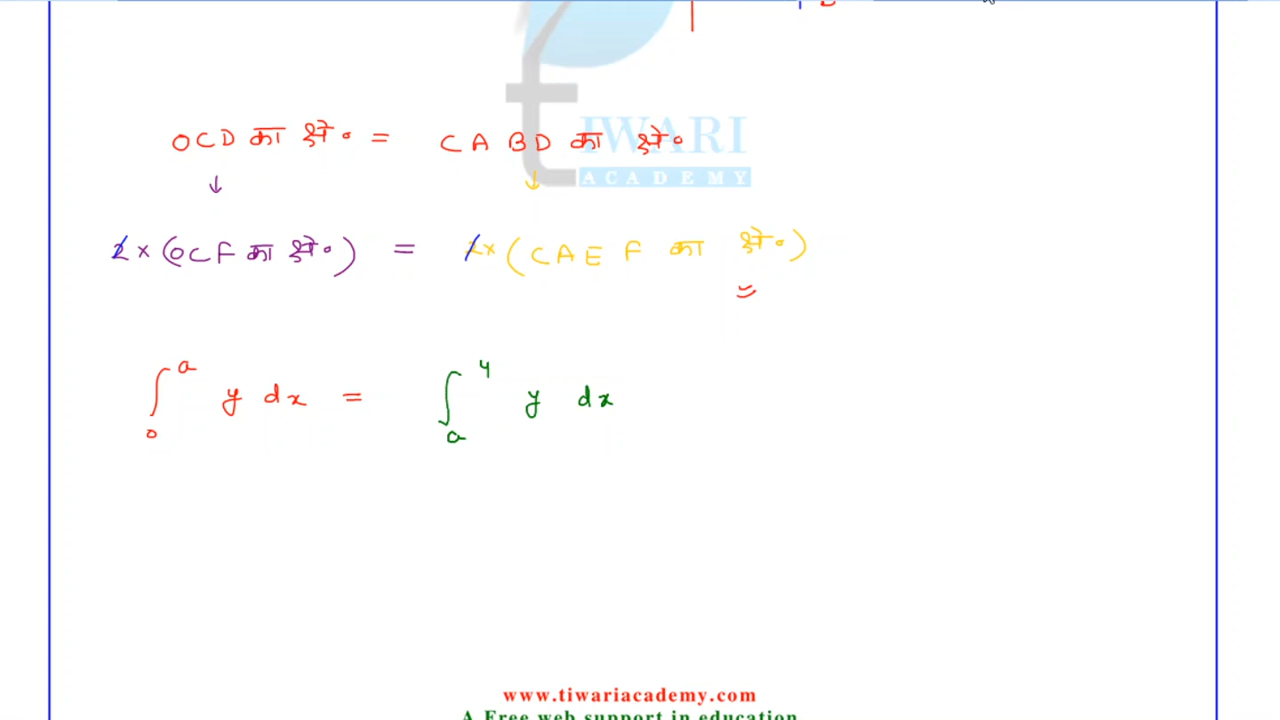 OCD का क्षे० = CABD का क्षे०
TIWARI
ACADEMY
↓ ↓
2 × (OCF का क्षे०) = 2 × (CAEF का क्षे०)
∫₀ᵃ y dx = ∫ₐ⁴ y dx
www.tiwariacademy.com
A Free web support in education